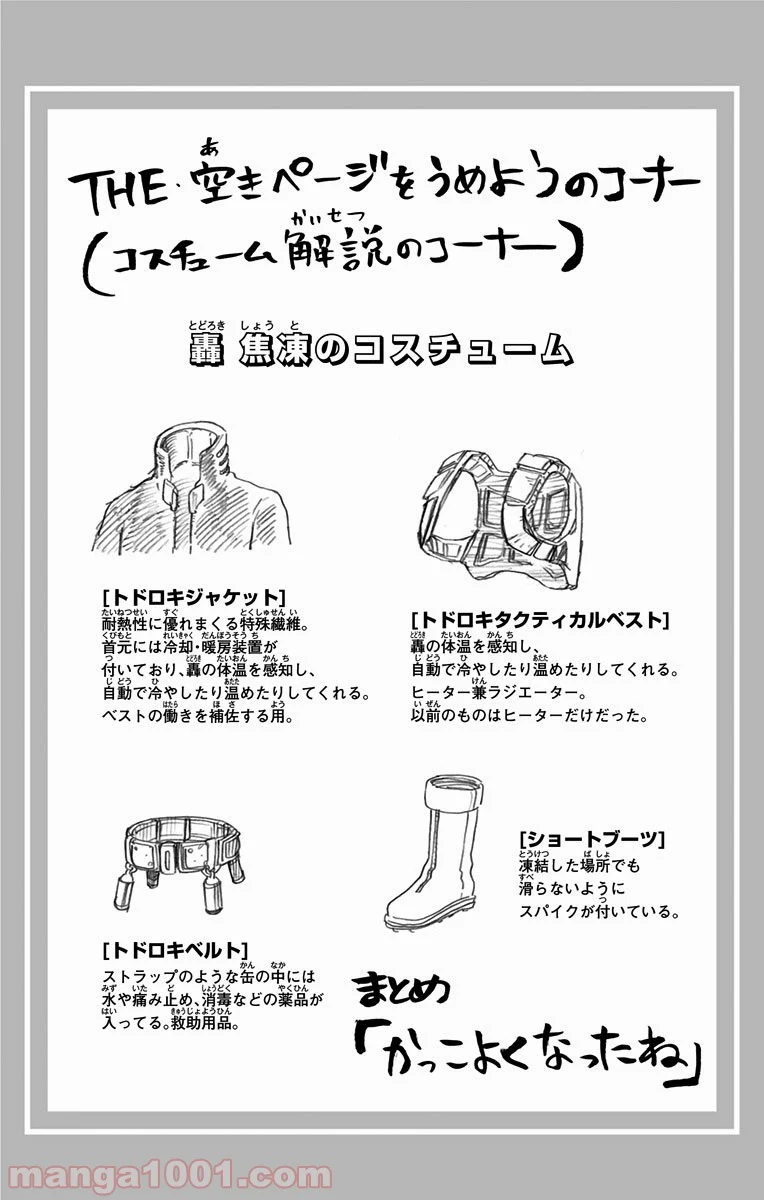 THE・空きページをうめようのコーナー
(コスチューム解説のコーナー)
轟 焦凍のコスチューム
[トドロキジャケット]
耐熱性に優れまくる特殊繊維。
首元には冷却・暖房装置が
付いており、轟の体温を感知し、
自動で冷やしたり温めたりしてくれる。
ベストの働きを補佐する用。
[トドロキタクティカルベスト]
轟の体温を感知し、
自動で冷やしたり温めたりしてくれる。
ヒーター兼ラジエーター。
以前のものはヒーターだけだった。
[トドロキベルト]
ストラップのような缶の中には
水や痛み止め、消毒などの薬品が
入ってる。救助用品。
[ショートブーツ]
凍結した場所でも
滑らないように
スパイクが付いている。
まとめ
「かっこよくなったね」
manga1001.com